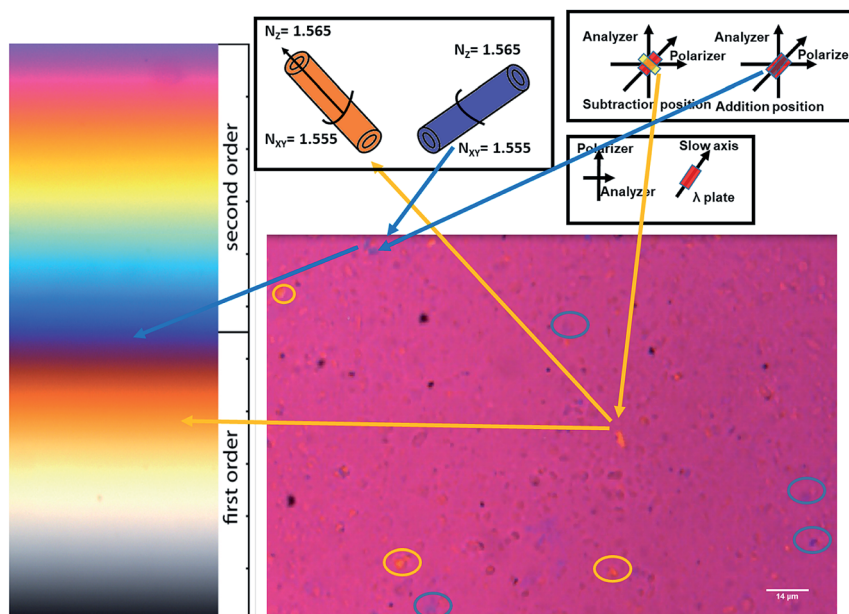 second order
first order
N_Z= 1.565
N_XY= 1.555
N_Z= 1.565
N_XY= 1.555
Analyzer
Polarizer
Subtraction position
Analyzer
Polarize
Addition position
Polarizer
Analyzer
Slow axis
λ plate
14 µm